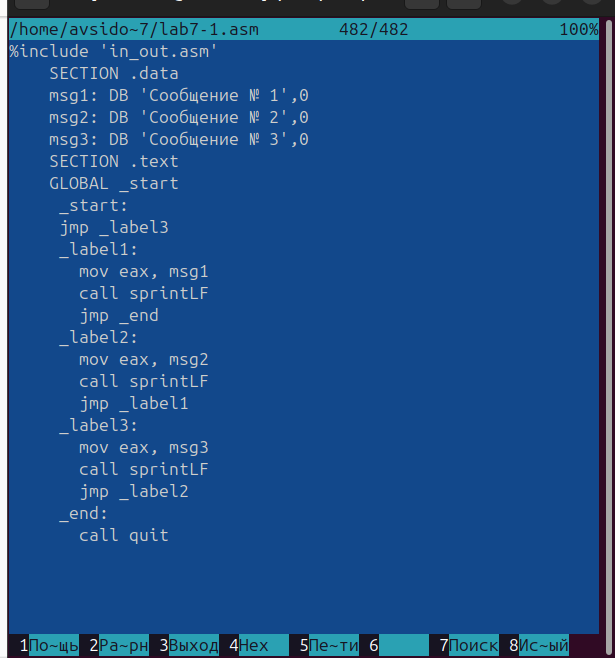 /home/avsido~7/lab7-1.asm 482/482 100%
%include 'in_out.asm'
SECTION .data
msg1: DB 'Сообщение № 1',0
msg2: DB 'Сообщение № 2',0
msg3: DB 'Сообщение № 3',0
SECTION .text
GLOBAL _start
_start:
jmp _label3
_label1:
mov eax, msg1
call sprintLF
jmp _end
_label2:
mov eax, msg2
call sprintLF
jmp _label1
_label3:
mov eax, msg3
call sprintLF
jmp _label2
_end:
call quit
1По~щь 2Ра~рн 3Выход 4Hex 5Пе~ти 6 7Поиск 8Ис~ый